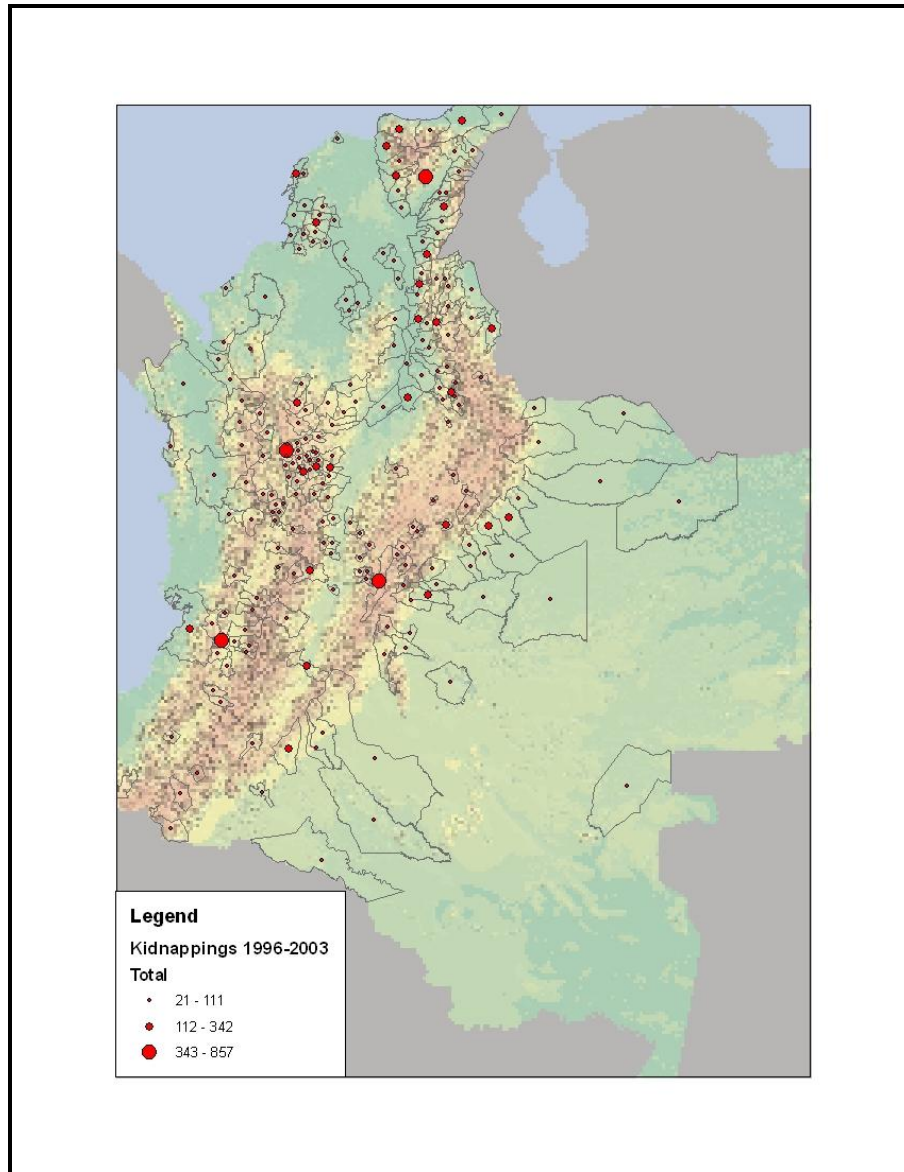 Legend
Kidnappings 1996-2003
Total
21 - 111
112 - 342
343 - 857